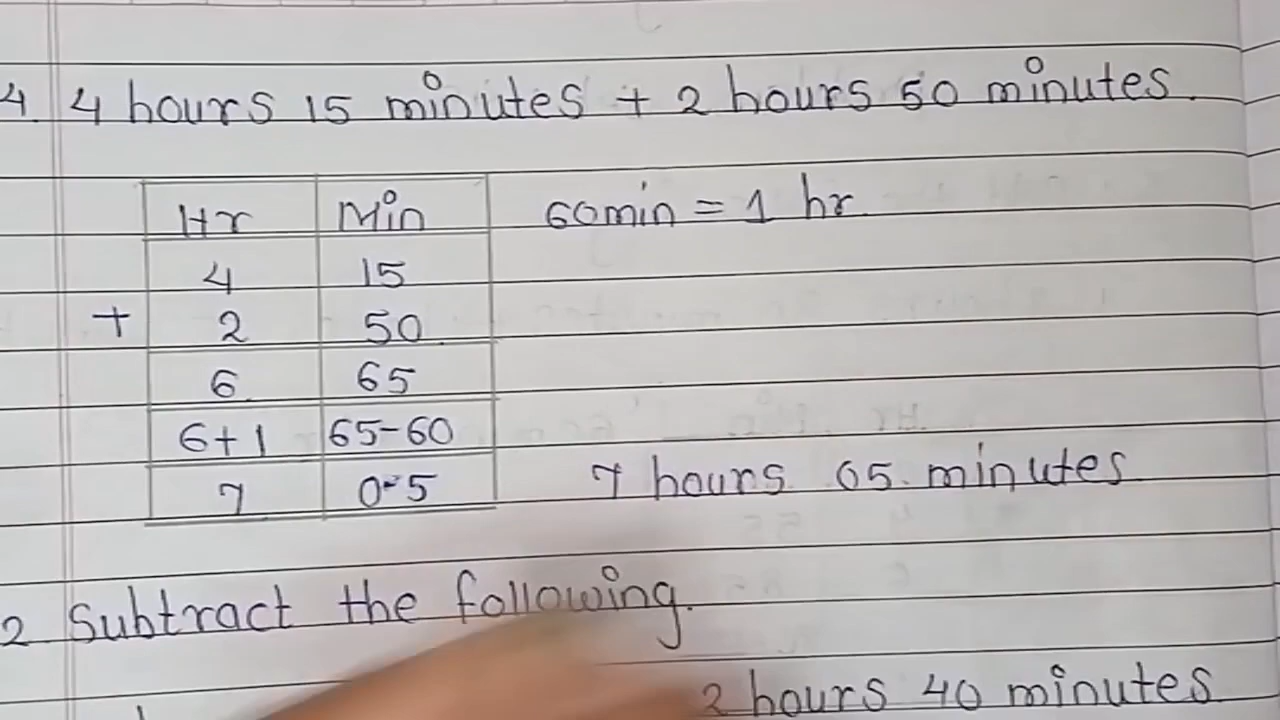 4. 4 hours 15 minutes + 2 hours 50 minutes.
Hr Min 60min = 1 hr.
4 15
+ 2 50
6 65
6+1 65-60
7 0-5 7 hours 05 minutes
2 Subtract the following.
2 hours 40 minutes